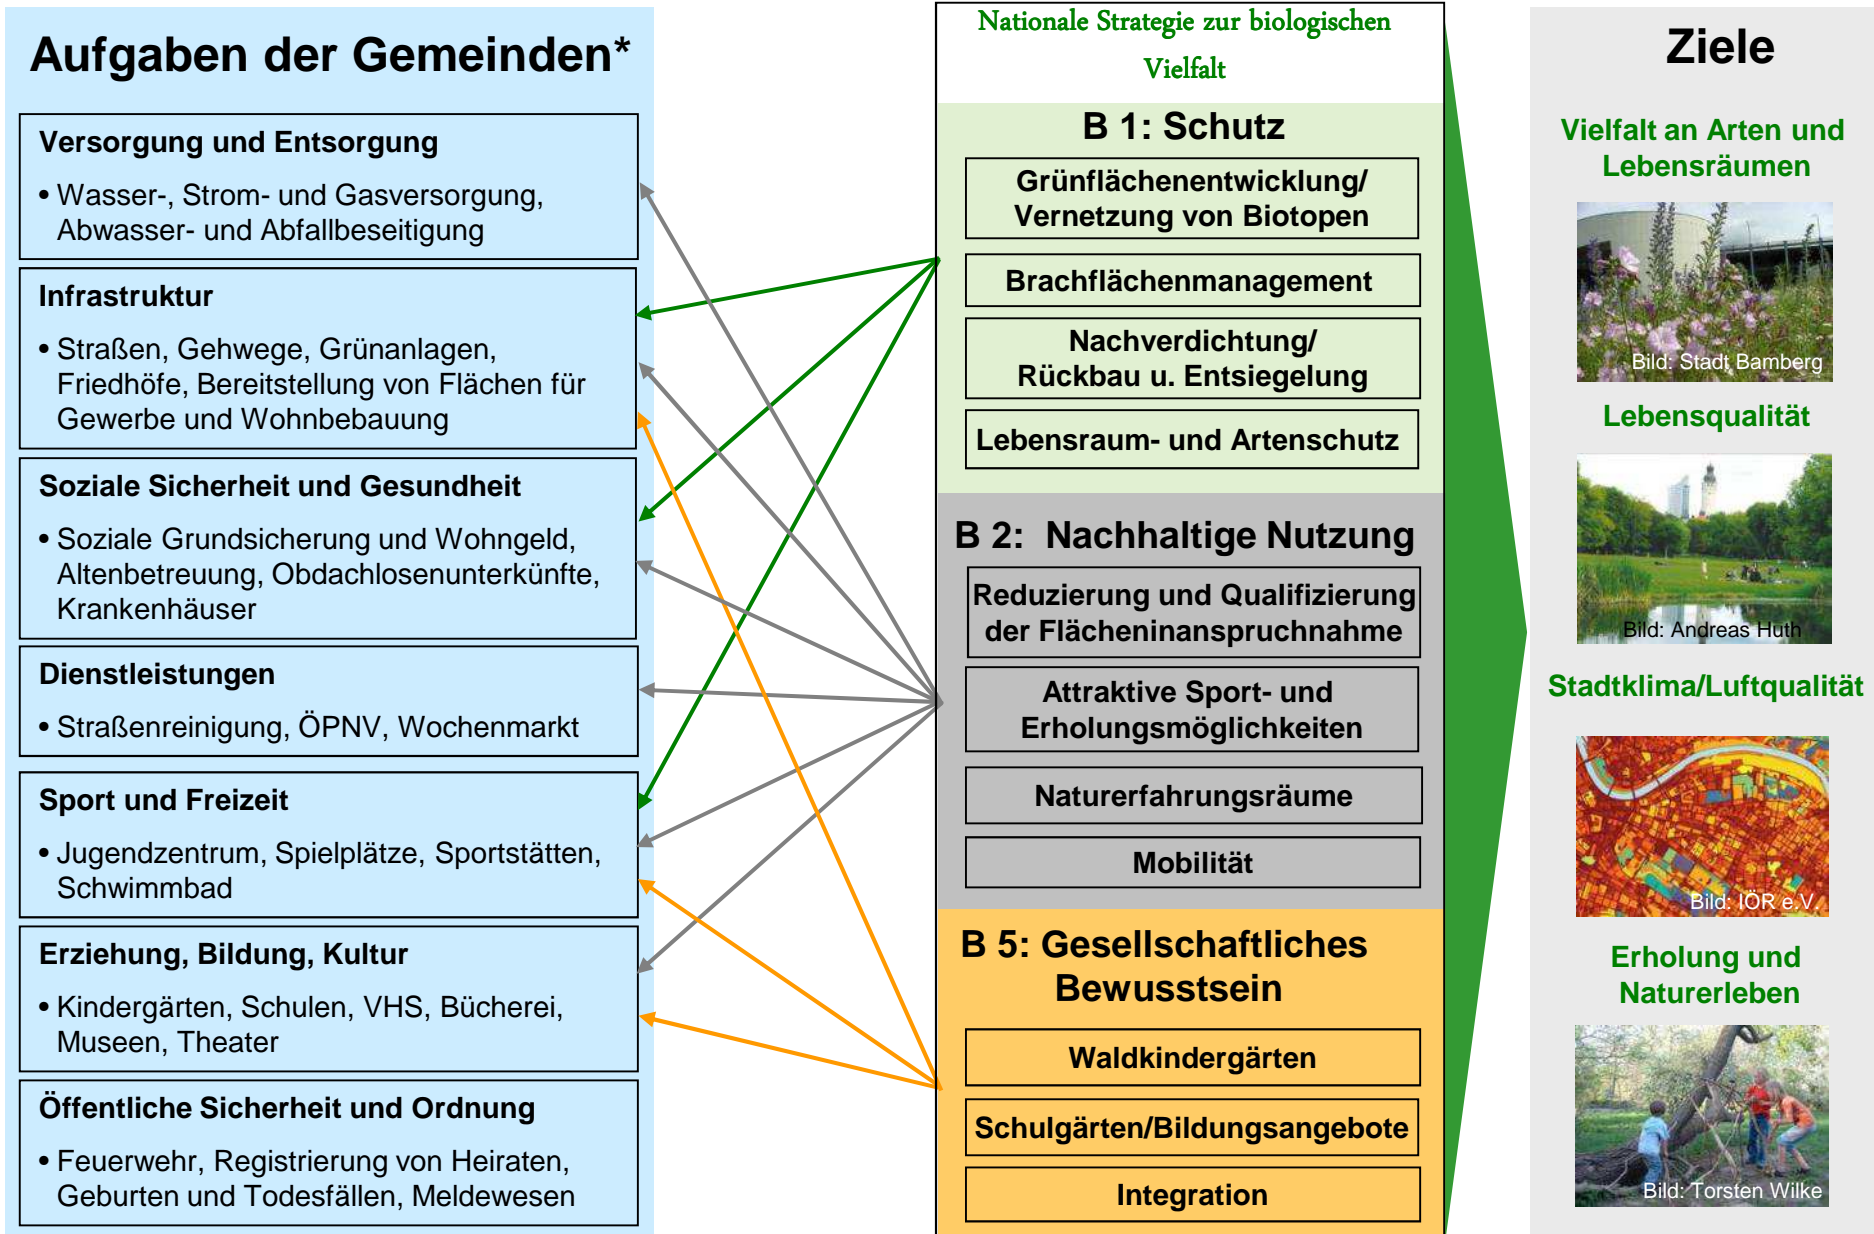 Aufgaben der Gemeinden*
Versorgung und Entsorgung
• Wasser-, Strom- und Gasversorgung,
Abwasser- und Abfallbeseitigung
Infrastruktur
• Straßen, Gehwege, Grünanlagen,
Friedhöfe, Bereitstellung von Flächen für
Gewerbe und Wohnbebauung
Soziale Sicherheit und Gesundheit
• Soziale Grundsicherung und Wohngeld,
Altenbetreuung, Obdachlosenunterkünfte,
Krankenhäuser
Dienstleistungen
• Straßenreinigung, ÖPNV, Wochenmarkt
Sport und Freizeit
• Jugendzentrum, Spielplätze, Sportstätten,
Schwimmbad
Erziehung, Bildung, Kultur
• Kindergärten, Schulen, VHS, Bücherei,
Museen, Theater
Öffentliche Sicherheit und Ordnung
• Feuerwehr, Registrierung von Heiraten,
Geburten und Todesfällen, Meldewesen
Nationale Strategie zur biologischen
Vielfalt
B 1: Schutz
Grünflächenentwicklung/
Vernetzung von Biotopen
Brachflächenmanagement
Nachverdichtung/
Rückbau u. Entsiegelung
Lebensraum- und Artenschutz
B 2: Nachhaltige Nutzung
Reduzierung und Qualifizierung
der Flächeninanspruchnahme
Attraktive Sport- und
Erholungsmöglichkeiten
Naturerfahrungsräume
Mobilität
B 5: Gesellschaftliches
Bewusstsein
Waldkindergärten
Schulgärten/Bildungsangebote
Integration
Ziele
Vielfalt an Arten und
Lebensräumen
Bild: Stadt Bamberg
Lebensqualität
Bild: Andreas Huth
Stadtklima/Luftqualität
Bild: IÖR e.V.
Erholung und
Naturerleben
Bild: Torsten Wilke